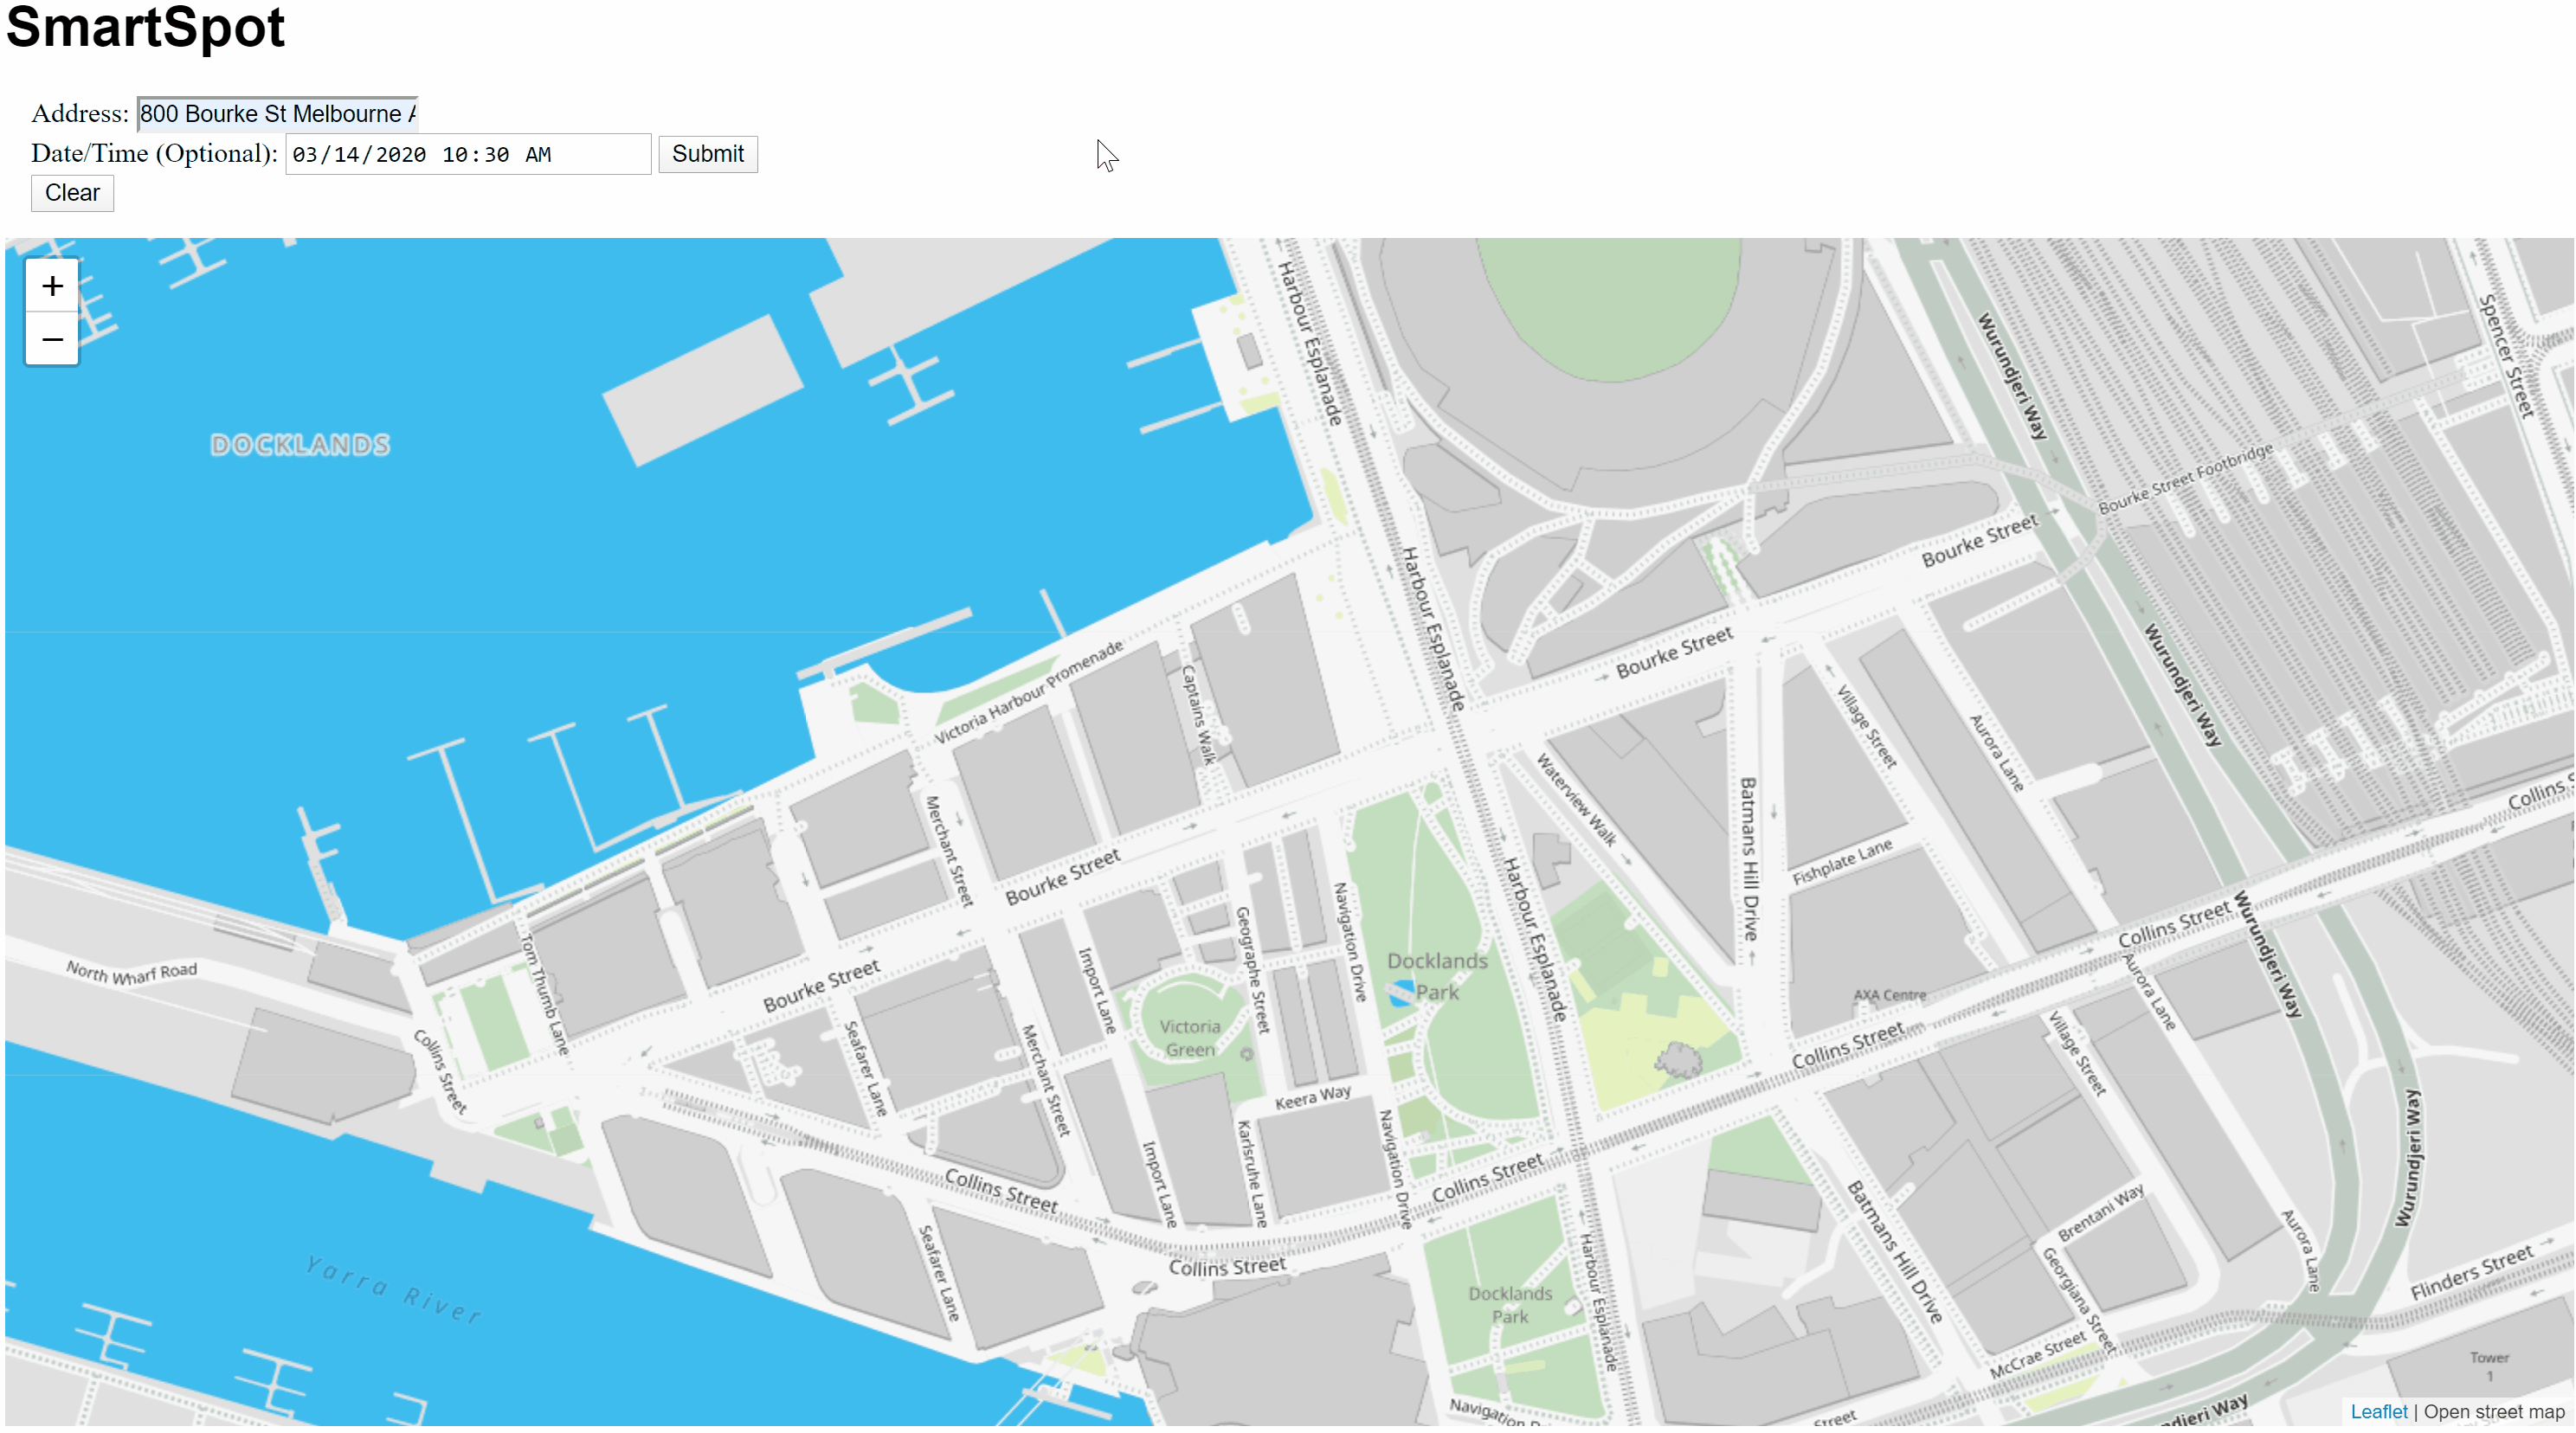 SmartSpot
Address: 800 Bourke St Melbourne A
Date/Time (Optional): 03/14/2020 10:30 AM Submit
Clear
+
−
DOCKLANDS
Harbour Esplanade
Wurundjeri Way
Spencer Street
Bourke Street Footbridge
Bourke Street
Harbour Esplanade
Bourke Street
Wurundjeri Way
Victoria Harbour Promenade
Captains Walk
Village Street
Aurora Lane
Waterview Walk
Batmans Hill Drive
Collins S
Merchant Street
Bourke Street
Fishplate Lane
Harbour Esplanade
Navigation Drive
Geographe Street
Import Lane
Docklands
Park
Collins Street
Wurundjeri Way
Tom Thumb Lane
North Wharf Road
Bourke Street
Victoria
Green
AXA Centre
Aurora Lane
Collins Street
Seafarer Lane
Merchant Street
Collins Street
Village Street
Keera Way
Wurundjeri Way
Navigation Drive
Karlsruhe Lane
Import Lane
Collins Street
Collins Street
Batmans Hill Drive
Brentani Way
Seafarer Lane
Collins Street
Harbour Esplanade
Georgiana Street
Aurora Lane
Flinders Street
Yarra River
Docklands
Park
McCrae Street
Tower
1
Navigation
Street
ndjeri Way
Leaflet | Open street map